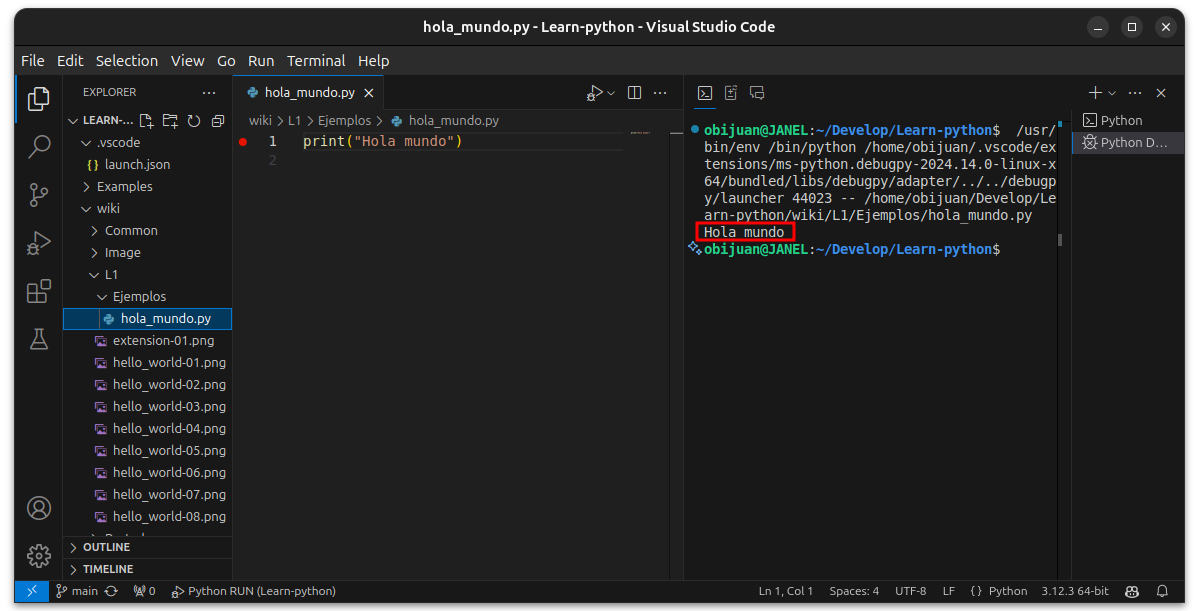 hola_mundo.py - Learn-python - Visual Studio Code
File Edit Selection View Go Run Terminal Help
EXPLORER
LEARN-...
.vscode
{} launch.json
Examples
wiki
Common
Image
L1
Ejemplos
hola_mundo.py
extension-01.png
hello_world-01.png
hello_world-02.png
hello_world-03.png
hello_world-04.png
hello_world-05.png
hello_world-06.png
hello_world-07.png
hello_world-08.png
OUTLINE
TIMELINE
hola_mundo.py
wiki > L1 > Ejemplos > hola_mundo.py
1 print("Hola mundo")
2
obijuan@JANEL:~/Develop/Learn-python$ /usr/
bin/env /bin/python /home/obijuan/.vscode/ex
tensions/ms-python.debugpy-2024.14.0-linux-x
64/bundled/libs/debugpy/adapter/../../debugp
y/launcher 44023 -- /home/obijuan/Develop/Le
arn-python/wiki/L1/Ejemplos/hola_mundo.py
Hola mundo
obijuan@JANEL:~/Develop/Learn-python$
Python
Python D...
main 0 Python RUN (Learn-python) Ln 1, Col 1 Spaces: 4 UTF-8 LF {} Python 3.12.3 64-bit